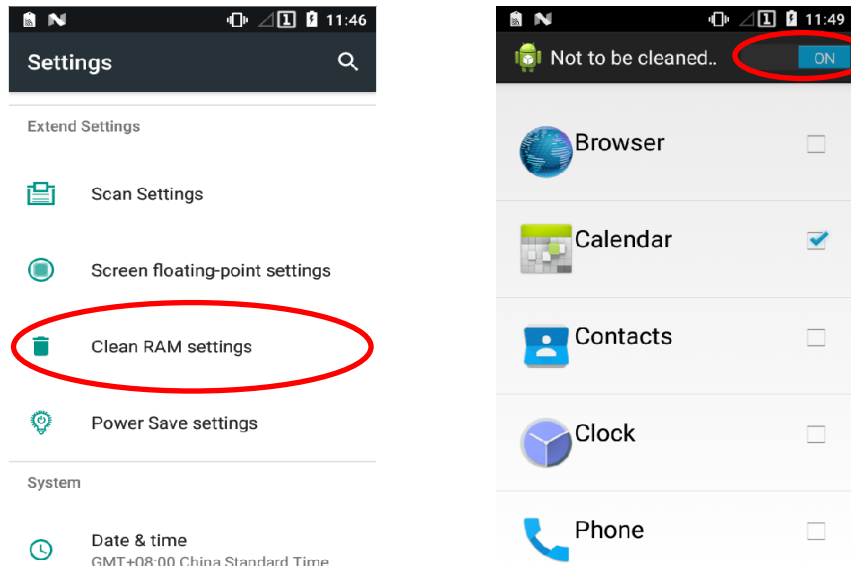 1 11:46
Settings
Extend Settings
Scan Settings
Screen floating-point settings
Clean RAM settings
Power Save settings
System
Date & time
GMT+08:00 China Standard Time
1 11:49
Not to be cleaned..
ON
Browser
Calendar
Contacts
Clock
Phone